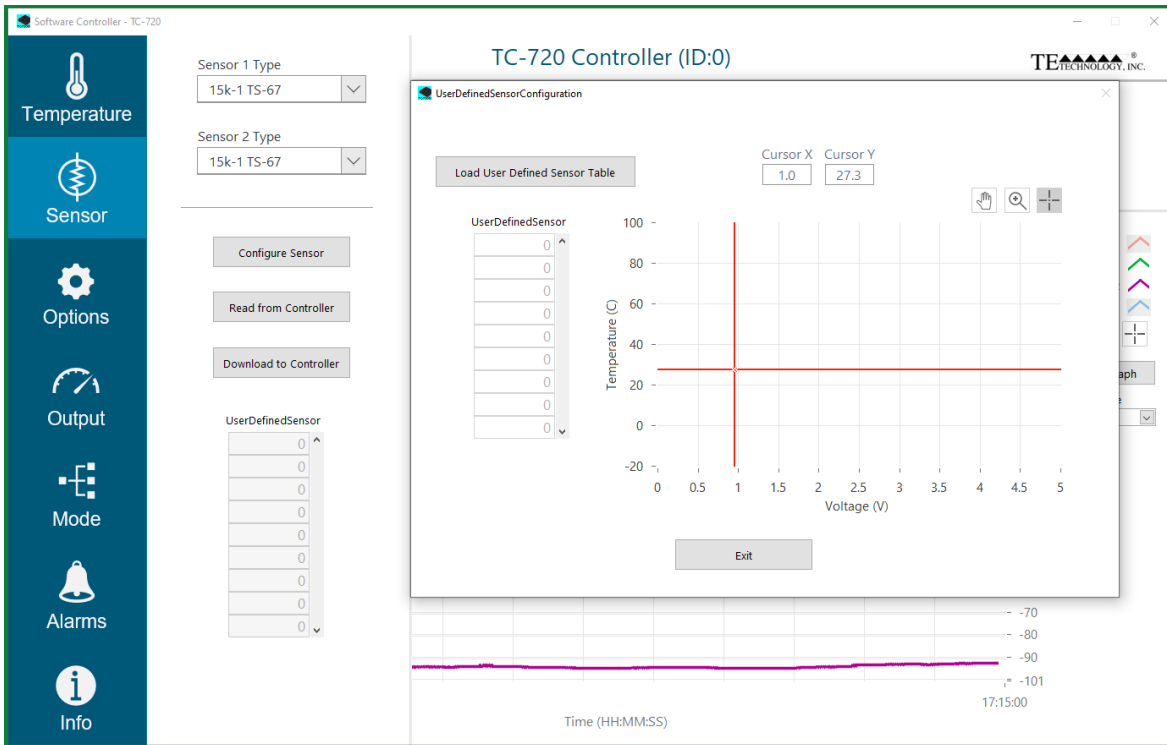 Software Controller - TC-720
Temperature
Sensor
Options
Output
Mode
Alarms
Info
Sensor 1 Type
15k-1 TS-67
Sensor 2 Type
15k-1 TS-67
Configure Sensor
Read from Controller
Download to Controller
UserDefinedSensor
0
0
0
0
0
0
0
0
0
TC-720 Controller (ID:0)
TE TECHNOLOGY, INC.®
UserDefinedSensorConfiguration
Load User Defined Sensor Table
Cursor X Cursor Y
1.0 27.3
UserDefinedSensor
0
0
0
0
0
0
0
0
0
Temperature (C)
100
80
60
40
20
0
-20
0 0.5 1 1.5 2 2.5 3 3.5 4 4.5 5
Voltage (V)
Exit
aph
-70
-80
-90
-101
17:15:00
Time (HH:MM:SS)